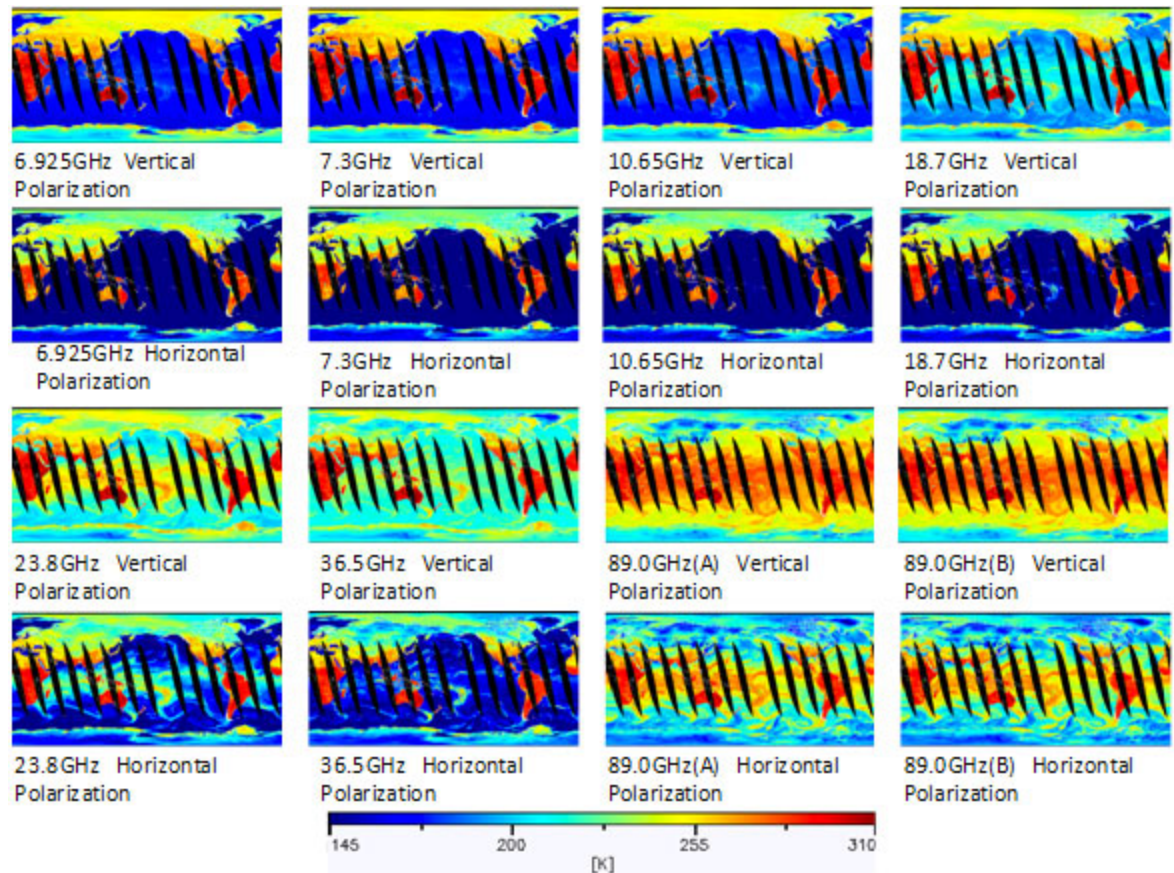 6.925GHz Vertical
Polarization
7.3GHz Vertical
Polarization
10.65GHz Vertical
Polarization
18.7GHz Vertical
Polarization
6.925GHz Horizontal
Polarization
7.3GHz Horizontal
Polarization
10.65GHz Horizontal
Polarization
18.7GHz Horizontal
Polarization
23.8GHz Vertical
Polarization
36.5GHz Vertical
Polarization
89.0GHz(A) Vertical
Polarization
89.0GHz(B) Vertical
Polarization
23.8GHz Horizontal
Polarization
36.5GHz Horizontal
Polarization
89.0GHz(A) Horizontal
Polarization
89.0GHz(B) Horizontal
Polarization
145 200 255 310
[K]